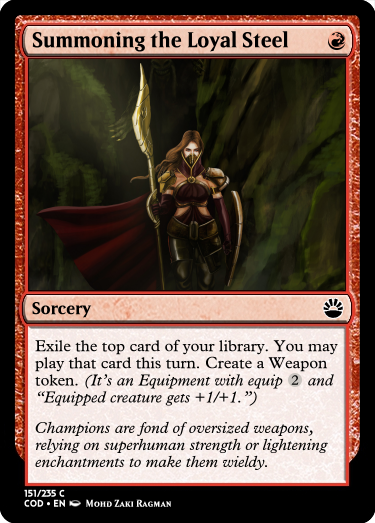 Summoning the Loyal Steel
Sorcery
Exile the top card of your library. You may
play that card this turn. Create a Weapon
token. (It's an Equipment with equip 2 and
“Equipped creature gets +1/+1.”)
Champions are fond of oversized weapons,
relying on superhuman strength or lightening
enchantments to make them wieldy.
151/235 C
COD • EN Mohd Zaki Ragman